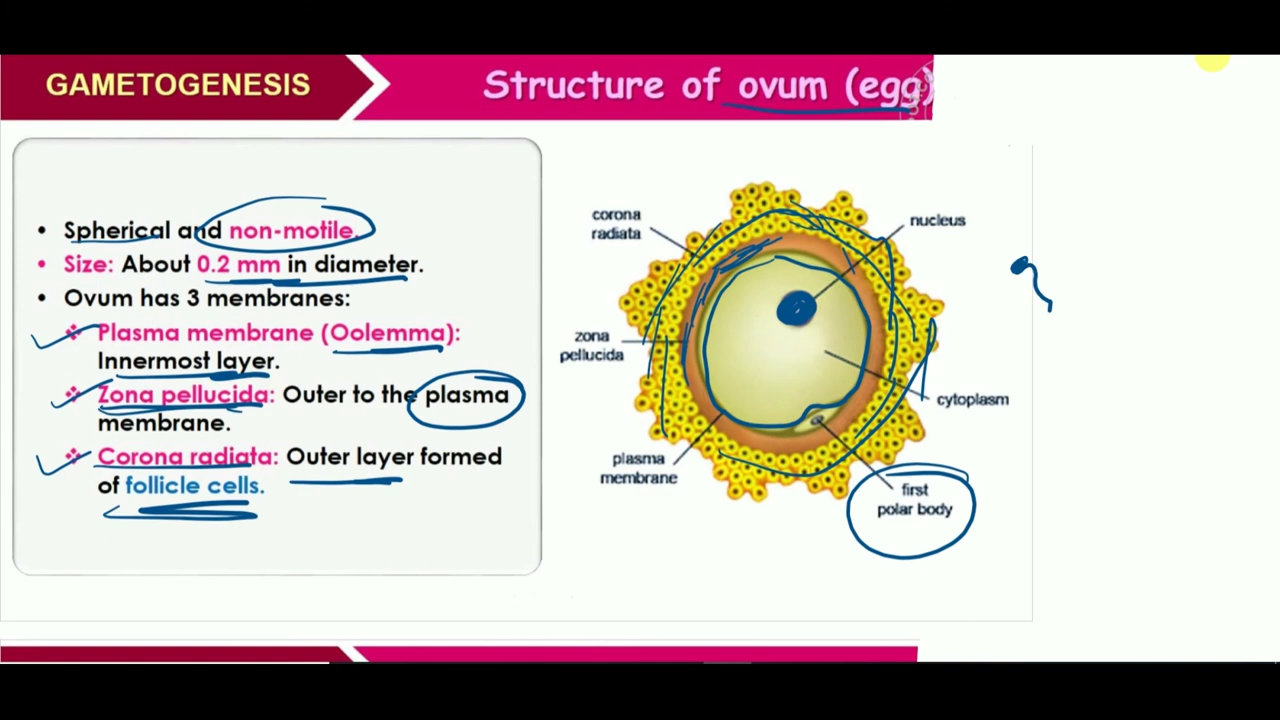 GAMETOGENESIS
Structure of ovum (egg)
• Spherical and non-motile.
• Size: About 0.2 mm in diameter.
• Ovum has 3 membranes:
❖ Plasma membrane (Oolemma):
Innermost layer.
❖ Zona pellucida: Outer to the plasma
membrane.
❖ Corona radiata: Outer layer formed
of follicle cells.
corona
radiata
nucleus
zona
pellucida
cytoplasm
plasma
membrane
first
polar body